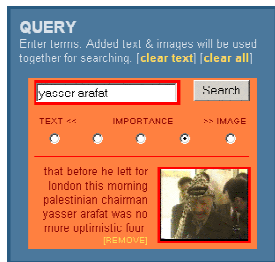 QUERY
Enter terms. Added text & images will be used
together for searching. [clear text] [clear all]
yasser arafat
Search
TEXT << IMPORTANCE >> IMAGE
that before he left for
london this morning
palestinian chairman
yasser arafat was no
more optimistic four
[REMOVE]